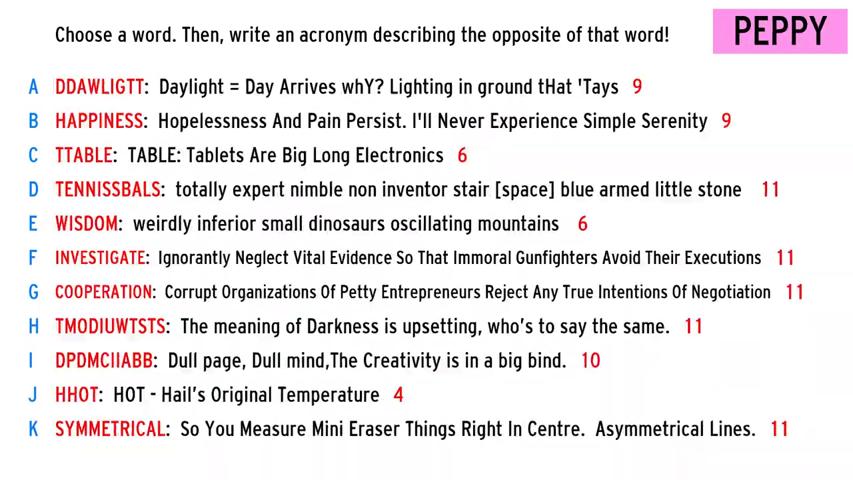 Choose a word. Then, write an acronym describing the opposite of that word!
PEPPY
A DDAWLIGTT: Daylight = Day Arrives whY? Lighting in ground tHat 'Tays 9
B HAPPINESS: Hopelessness And Pain Persist. I'll Never Experience Simple Serenity 9
C TTABLE: TABLE: Tablets Are Big Long Electronics 6
D TENNISSBALS: totally expert nimble non inventor stair [space] blue armed little stone 11
E WISDOM: weirdly inferior small dinosaurs oscillating mountains 6
F INVESTIGATE: Ignorantly Neglect Vital Evidence So That Immoral Gunfighters Avoid Their Executions 11
G COOPERATION: Corrupt Organizations Of Petty Entrepreneurs Reject Any True Intentions Of Negotiation 11
H TMODIUWTSTS: The meaning of Darkness is upsetting, who's to say the same. 11
I DPDMCIIABB: Dull page, Dull mind,The Creativity is in a big bind. 10
J HHOT: HOT - Hail's Original Temperature 4
K SYMMETRICAL: So You Measure Mini Eraser Things Right In Centre. Asymmetrical Lines. 11